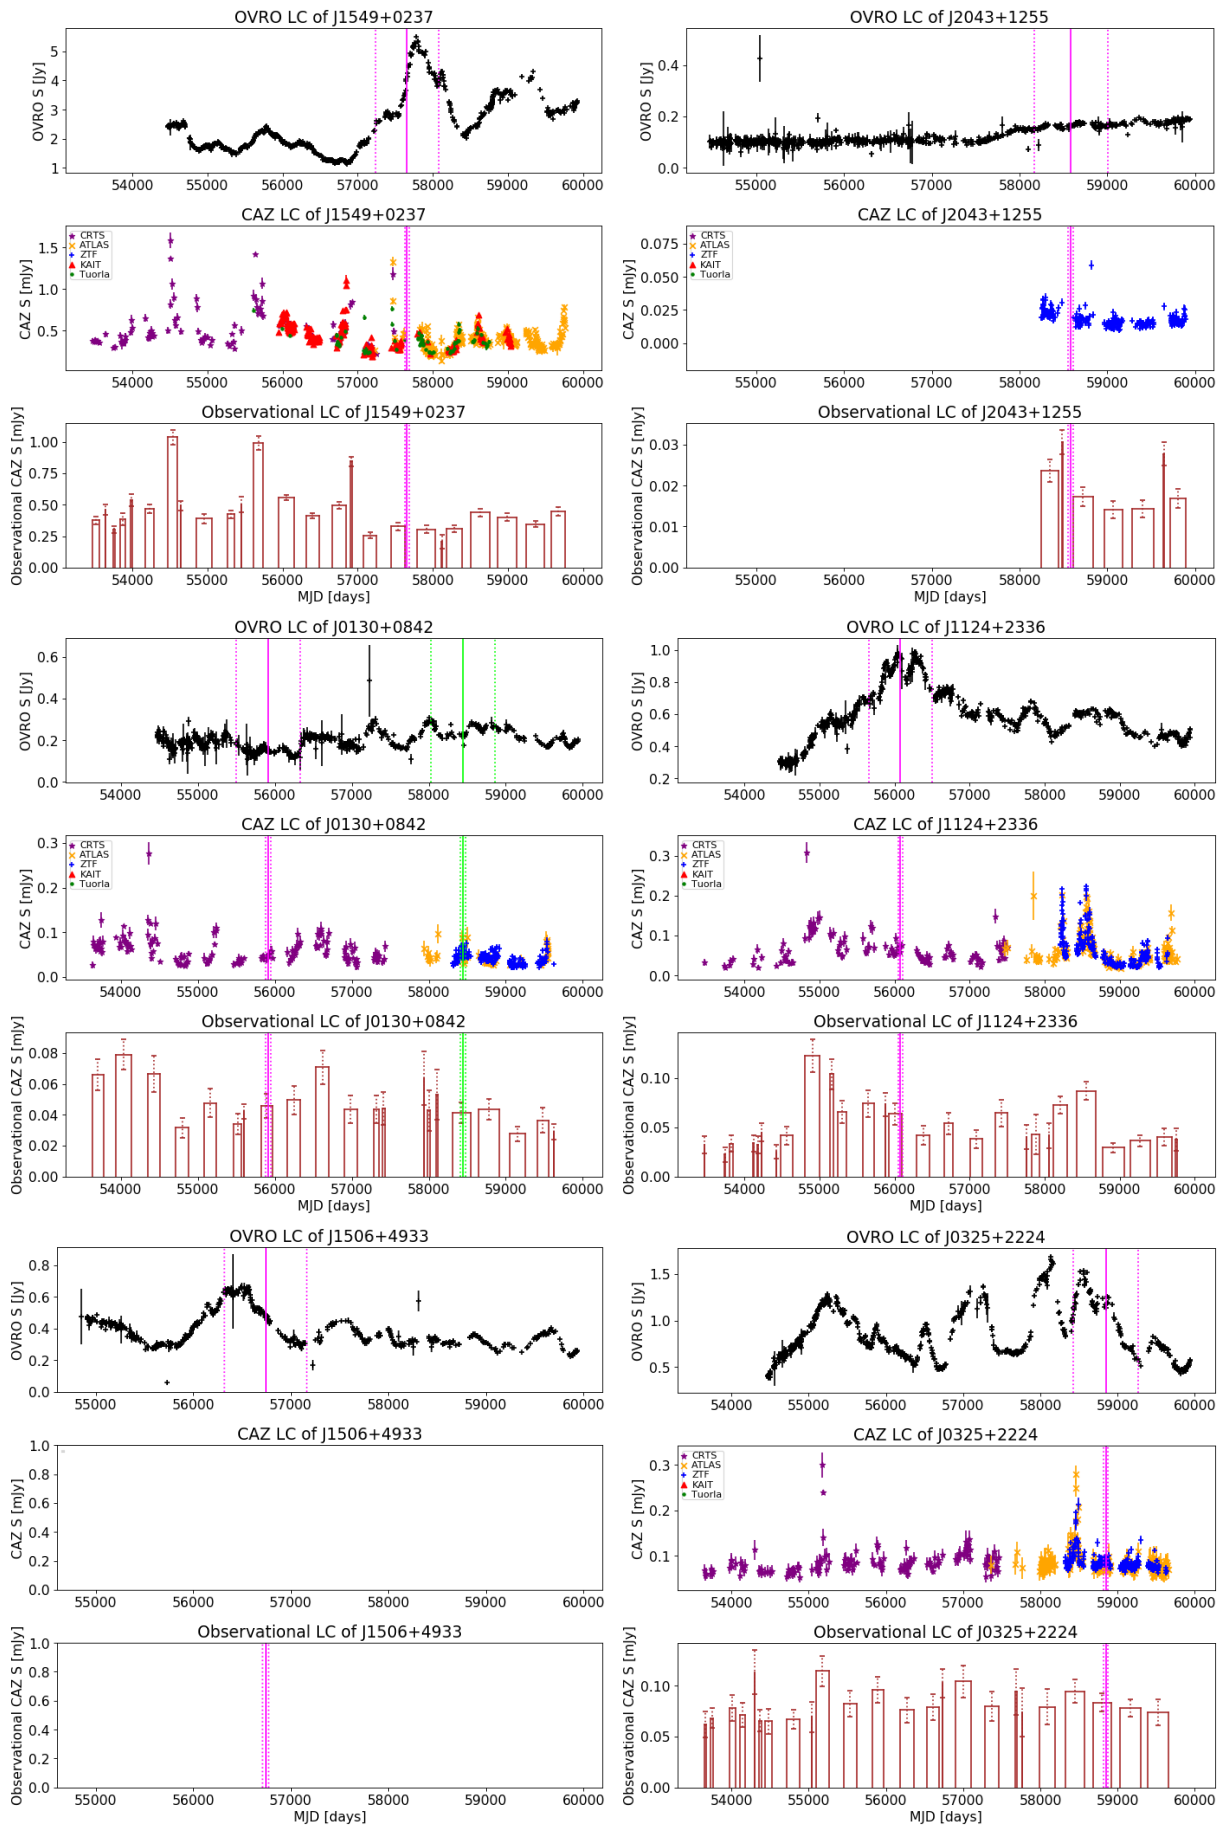 OVRO LC of J1549+0237
OVRO S [Jy]
5
4
3
2
1
54000 55000 56000 57000 58000 59000 60000
CAZ LC of J1549+0237
CAZ S [mJy]
1.5
1.0
0.5
CRTS
ATLAS
ZTF
KAIT
Tuorla
54000 55000 56000 57000 58000 59000 60000
Observational LC of J1549+0237
Observational CAZ S [mJy]
1.00
0.75
0.50
0.25
0.00
54000 55000 56000 57000 58000 59000 60000
MJD [days]
OVRO LC of J2043+1255
OVRO S [Jy]
0.4
0.2
0.0
55000 56000 57000 58000 59000 60000
CAZ LC of J2043+1255
CAZ S [mJy]
0.075
0.050
0.025
0.000
CRTS
ATLAS
ZTF
KAIT
Tuorla
55000 56000 57000 58000 59000 60000
Observational LC of J2043+1255
Observational CAZ S [mJy]
0.03
0.02
0.01
0.00
55000 56000 57000 58000 59000 60000
MJD [days]
OVRO LC of J0130+0842
OVRO S [Jy]
0.6
0.4
0.2
0.0
54000 55000 56000 57000 58000 59000 60000
CAZ LC of J0130+0842
CAZ S [mJy]
0.3
0.2
0.1
0.0
CRTS
ATLAS
ZTF
KAIT
Tuorla
54000 55000 56000 57000 58000 59000 60000
Observational LC of J0130+0842
Observational CAZ S [mJy]
0.08
0.06
0.04
0.02
0.00
54000 55000 56000 57000 58000 59000 60000
MJD [days]
OVRO LC of J1124+2336
OVRO S [Jy]
1.0
0.8
0.6
0.4
0.2
54000 55000 56000 57000 58000 59000 60000
CAZ LC of J1124+2336
CAZ S [mJy]
0.3
0.2
0.1
0.0
CRTS
ATLAS
ZTF
KAIT
Tuorla
54000 55000 56000 57000 58000 59000 60000
Observational LC of J1124+2336
Observational CAZ S [mJy]
0.10
0.05
0.00
54000 55000 56000 57000 58000 59000 60000
MJD [days]
OVRO LC of J1506+4933
OVRO S [Jy]
0.8
0.6
0.4
0.2
0.0
55000 56000 57000 58000 59000 60000
CAZ LC of J1506+4933
CAZ S [mJy]
1.0
0.8
0.6
0.4
0.2
0.0
55000 56000 57000 58000 59000 60000
Observational LC of J1506+4933
Observational CAZ S [mJy]
1.0
0.8
0.6
0.4
0.2
0.0
55000 56000 57000 58000 59000 60000
MJD [days]
OVRO LC of J0325+2224
OVRO S [Jy]
1.5
1.0
0.5
54000 55000 56000 57000 58000 59000 60000
CAZ LC of J0325+2224
CAZ S [mJy]
0.3
0.2
0.1
CRTS
ATLAS
ZTF
KAIT
Tuorla
54000 55000 56000 57000 58000 59000 60000
Observational LC of J0325+2224
Observational CAZ S [mJy]
0.10
0.05
0.00
54000 55000 56000 57000 58000 59000 60000
MJD [days]